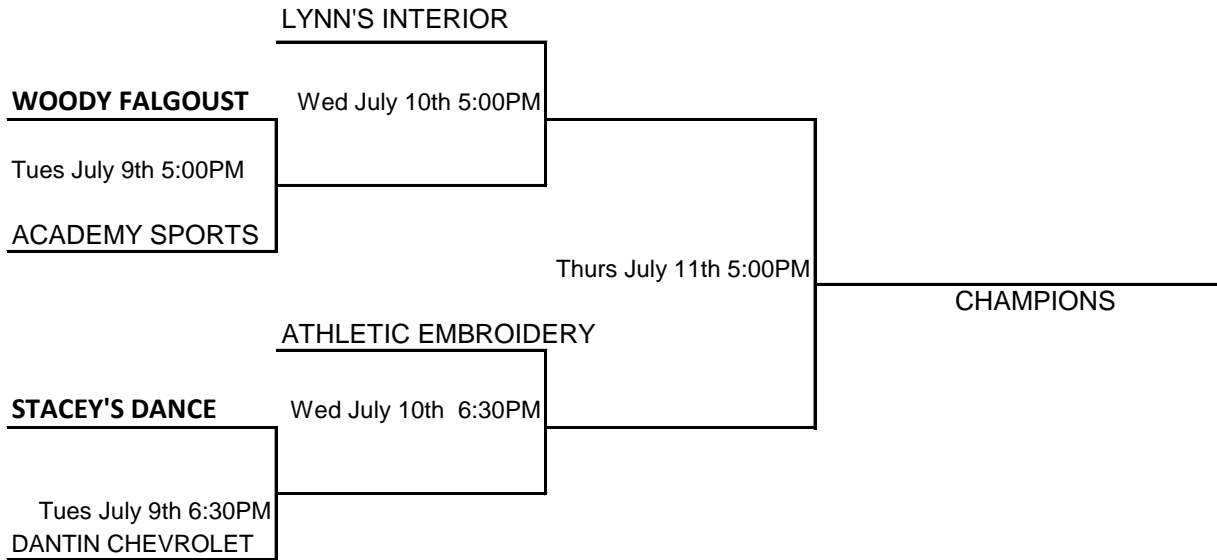 LYNN'S INTERIOR
WOODY FALGOUST
Wed July 10th 5:00PM
Tues July 9th 5:00PM
ACADEMY SPORTS
Thurs July 11th 5:00PM
CHAMPIONS
ATHLETIC EMBROIDERY
STACEY'S DANCE
Wed July 10th  6:30PM
Tues July 9th 6:30PM
DANTIN CHEVROLET